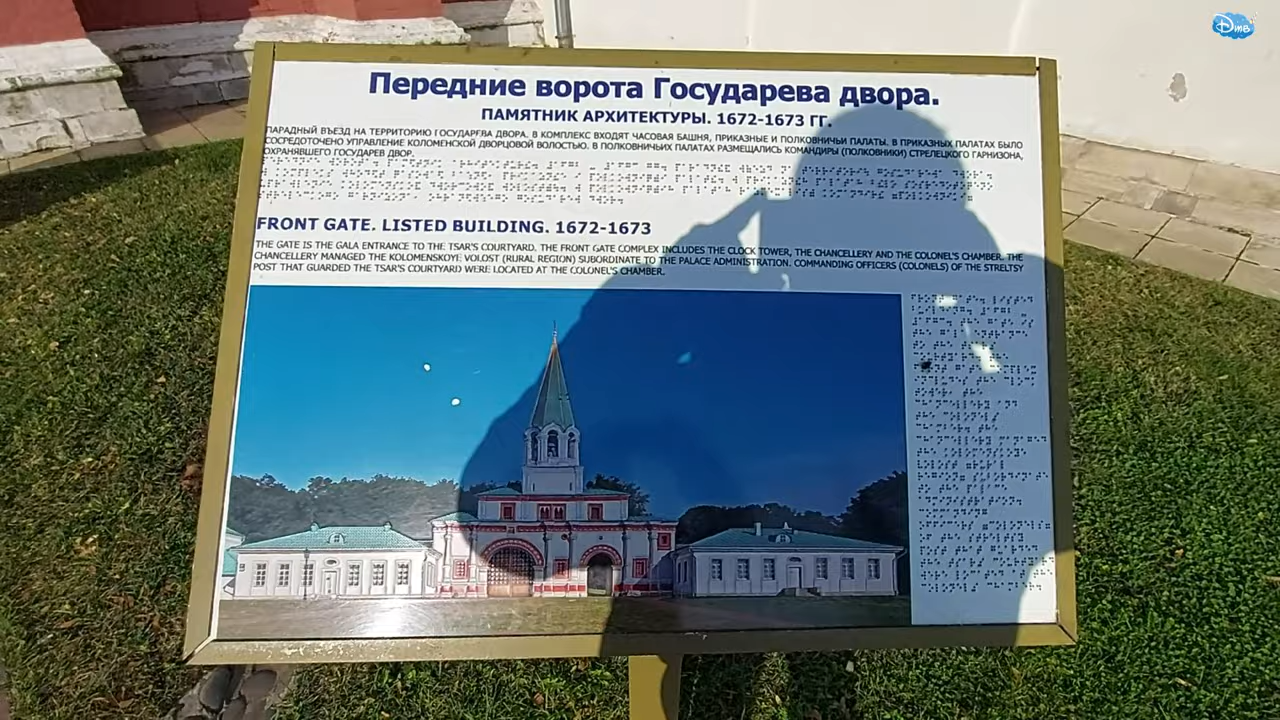 Передние ворота Государева двора.
ПАМЯТНИК АРХИТЕКТУРЫ. 1672-1673 ГГ.
ПАРАДНЫЙ ВЪЕЗД НА ТЕРРИТОРИЮ ГОСУДАРЕВА ДВОРА. В КОМПЛЕКС ВХОДЯТ ЧАСОВАЯ БАШНЯ, ПРИКАЗНЫЕ И ПОЛКОВНИЧЬИ ПАЛАТЫ. В ПРИКАЗНЫХ ПАЛАТАХ БЫЛО
СОСРЕДОТОЧЕНО УПРАВЛЕНИЕ КОЛОМЕНСКОЙ ДВОРЦОВОЙ ВОЛОСТЬЮ. В ПОЛКОВНИЧЬИХ ПАЛАТАХ РАЗМЕЩАЛИСЬ КОМАНДИРЫ (ПОЛКОВНИКИ) СТРЕЛЕЦКОГО ГАРНИЗОНА,
ОХРАНЯВШЕГО ГОСУДАРЕВ ДВОР.
FRONT GATE. LISTED BUILDING. 1672-1673
THE GATE IS THE GALA ENTRANCE TO THE TSAR'S COURTYARD. THE FRONT GATE COMPLEX INCLUDES THE CLOCK TOWER, THE CHANCELLERY AND THE COLONEL'S CHAMBER. THE
CHANCELLERY MANAGED THE KOLOMENSKOYE VOLOST (RURAL REGION) SUBORDINATE TO THE PALACE ADMINISTRATION. COMMANDING OFFICERS (COLONELS) OF THE STRELTSY
POST THAT GUARDED THE TSAR'S COURTYARD WERE LOCATED AT THE COLONEL'S CHAMBER.